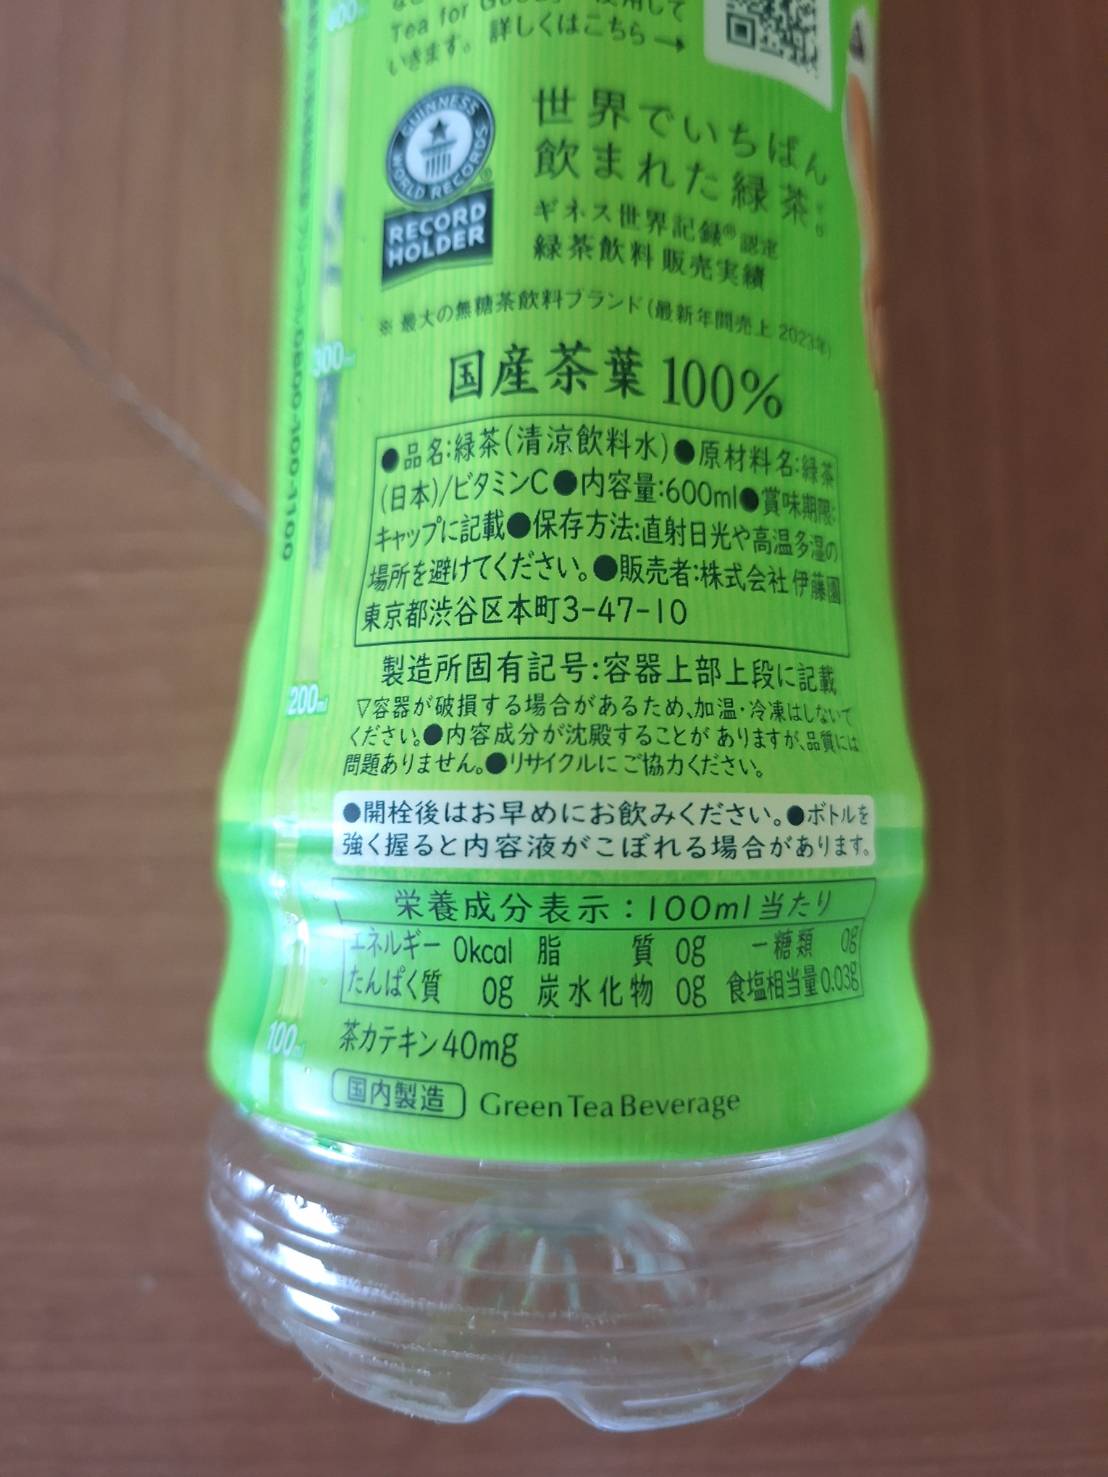 Tea for
いきます。詳しくはこちら→
GUINNESS
WORLD RECORDS
RECORD
HOLDER
世界でいちばん
飲まれた緑茶
ギネス世界記録® 認定
緑茶飲料 販売実績
※ 最大の無糖茶飲料ブランド(最新年間売上 2023年)
国産茶葉100%
●品名:緑茶(清涼飲料水)●原材料名:緑茶
(日本)/ビタミンC●内容量:600ml●賞味期限:
キャップに記載●保存方法:直射日光や高温多湿の
場所を避けてください。●販売者:株式会社 伊藤園
東京都渋谷区本町3-47-10
製造所固有記号:容器上部上段に記載
▽容器が破損する場合があるため、加温・冷凍はしないで
ください。●内容成分が沈殿することがありますが、品質には
問題ありません。●リサイクルにご協力ください。
●開栓後はお早めにお飲みください。●ボトルを
強く握ると内容液がこぼれる場合があります。
栄養成分表示:100ml当たり
エネルギー 0kcal 脂質 0g ー糖類 0g
たんぱく質 0g 炭水化物 0g 食塩相当量0.03g
茶カテキン40mg
国内製造 Green Tea Beverage
300ml
200ml
100ml
0800-100-1100